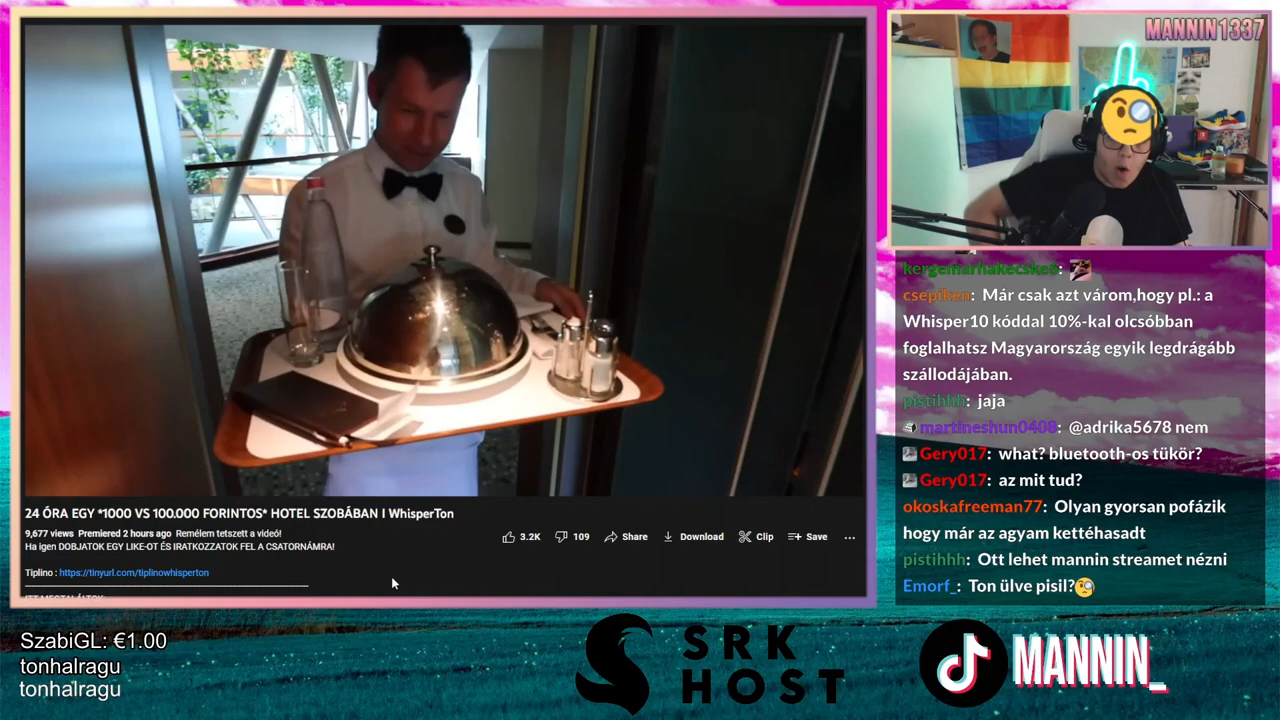 MANNIN1337
kergemarhakecske6:
csepiken: Már csak azt várom,hogy pl.: a
Whisper10 kóddal 10%-kal olcsóbban
foglalhatsz Magyarország egyik legdrágább
szállodájában.
pistihhh: jaja
martineshun0408: @adrika5678 nem
Gery017: what? bluetooth-os tükör?
Gery017: az mit tud?
okoskafreeman77: Olyan gyorsan pofázik
hogy már az agyam kettéhasadt
pistihhh: Ott lehet mannin streamet nézni
Emorf_: Ton ülve pisil?
24 ÓRA EGY *1000 VS 100.000 FORINTOS* HOTEL SZOBÁBAN I WhisperTon
9,677 views Premiered 2 hours ago Remélem tetszett a videó!
Ha igen DOBJATOK EGY LIKE-OT ÉS IRATKOZZATOK FEL A CSATORNÁMRA!
3.2K 109 Share Download Clip Save ...
Tiplino : https://tinyurl.com/tiplinowhisperton
SzabiGL: €1.00
tonhalragu
tonhalragu
SRK
HOST
MANNIN_